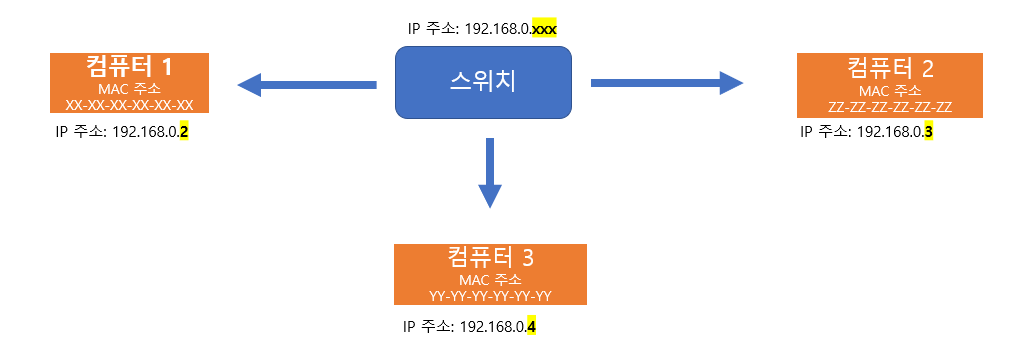 IP 주소: 192.168.0.xxx
스위치
컴퓨터 1
MAC 주소
XX-XX-XX-XX-XX-XX
IP 주소: 192.168.0.2
컴퓨터 2
MAC 주소
ZZ-ZZ-ZZ-ZZ-ZZ-ZZ
IP 주소: 192.168.0.3
컴퓨터 3
MAC 주소
YY-YY-YY-YY-YY-YY
IP 주소: 192.168.0.4